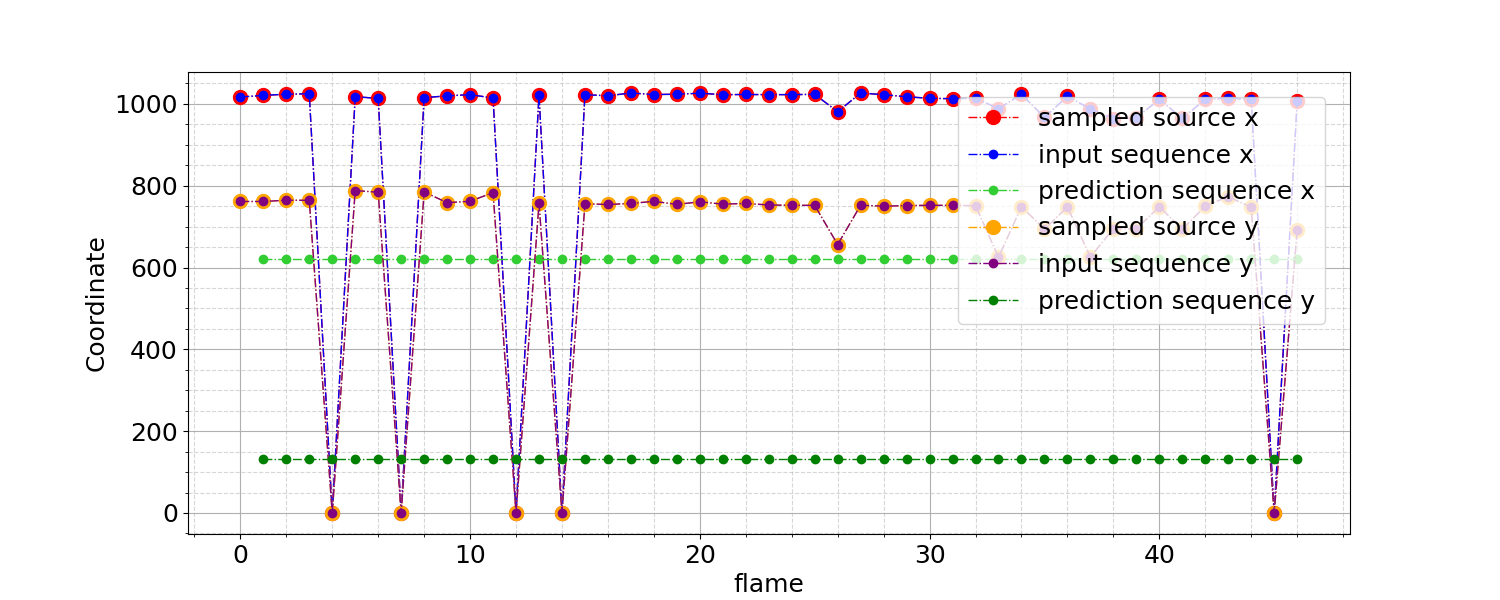 1000
800
600
400
200
0
Coordinate
sampled source x
input sequence x
prediction sequence x
sampled source y
input sequence y
prediction sequence y
0 10 20 30 40
flame